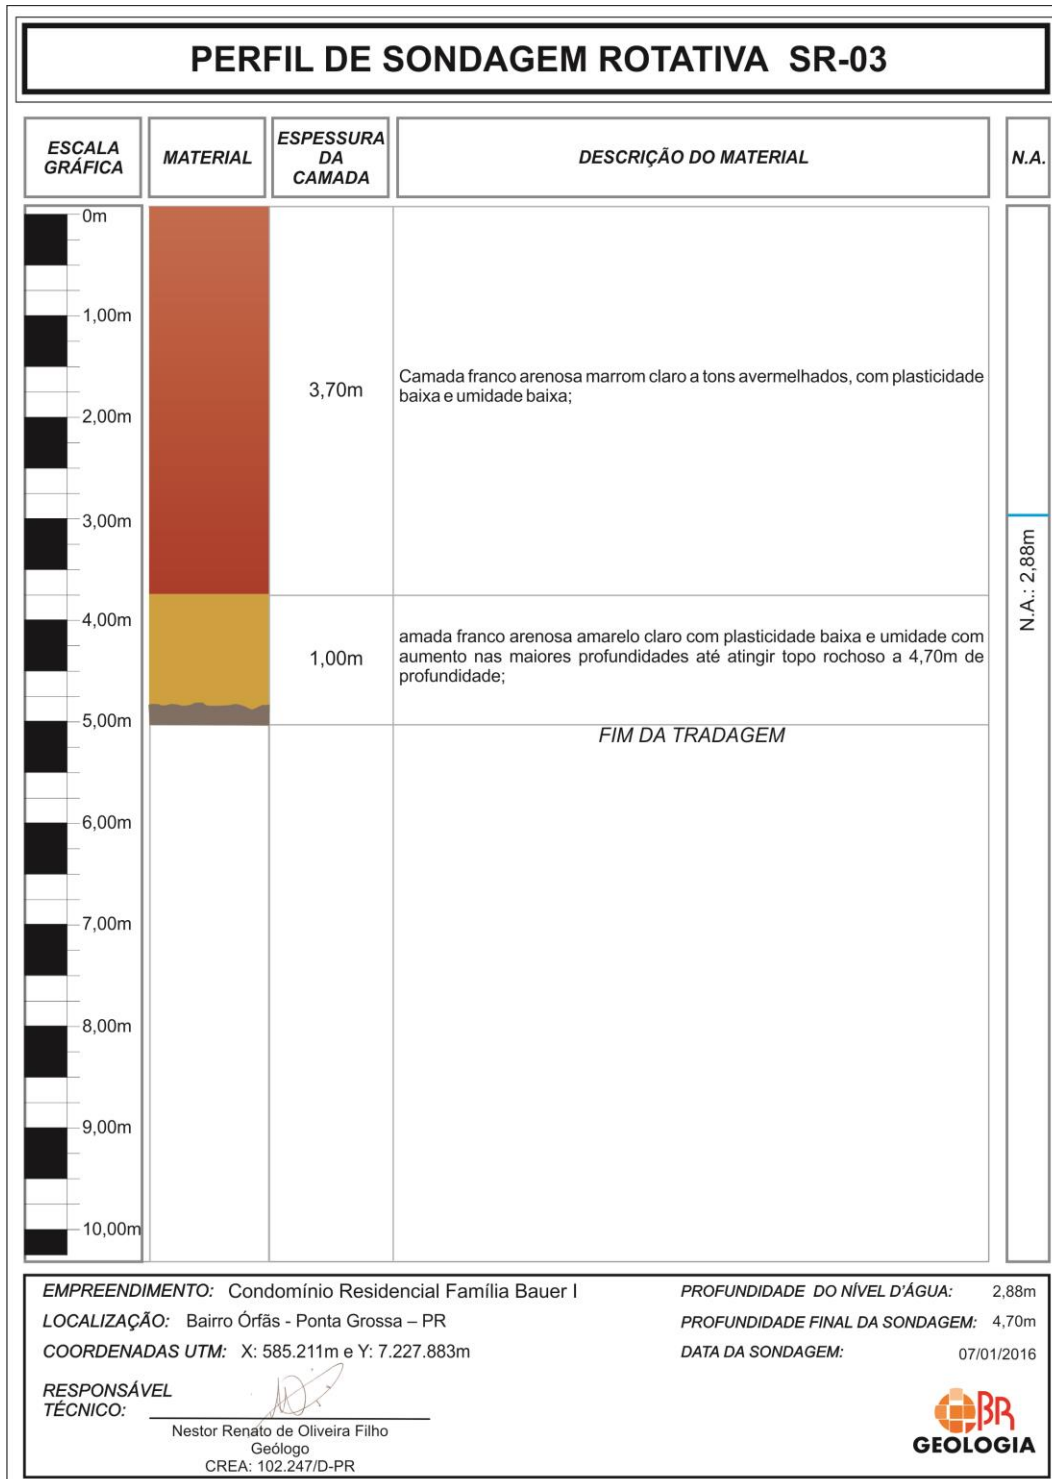 PERFIL DE SONDAGEM ROTATIVA SR-03
ESCALA
GRÁFICA
MATERIAL
ESPESSURA
DA
CAMADA
DESCRIÇÃO DO MATERIAL
N.A.
0m
1,00m
2,00m
3,00m
4,00m
5,00m
6,00m
7,00m
8,00m
9,00m
10,00m
3,70m
Camada franco arenosa marrom claro a tons avermelhados, com plasticidade
baixa e umidade baixa;
1,00m
amada franco arenosa amarelo claro com plasticidade baixa e umidade com
aumento nas maiores profundidades até atingir topo rochoso a 4,70m de
profundidade;
FIM DA TRADAGEM
N.A.: 2,88m
EMPREENDIMENTO: Condomínio Residencial Família Bauer I
LOCALIZAÇÃO: Bairro Órfãs - Ponta Grossa – PR
COORDENADAS UTM: X: 585.211m e Y: 7.227.883m
RESPONSÁVEL
TÉCNICO:
Nestor Renato de Oliveira Filho
Geólogo
CREA: 102.247/D-PR
PROFUNDIDADE DO NÍVEL D'ÁGUA: 2,88m
PROFUNDIDADE FINAL DA SONDAGEM: 4,70m
DATA DA SONDAGEM: 07/01/2016
BR
GEOLOGIA